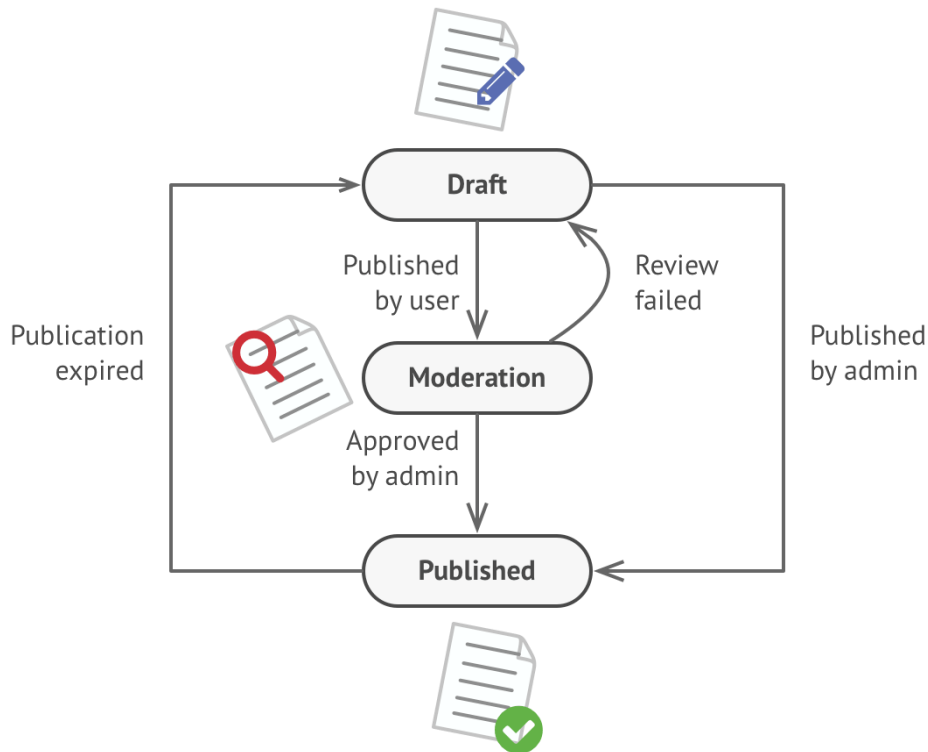 Draft
Published
by user
Review
failed
Publication
expired
Published
by admin
Moderation
Approved
by admin
Published